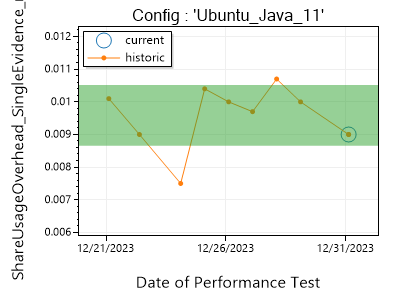 Config : 'Ubuntu_Java_11'
ShareUsageOverhead_SingleEvidence_
current
historic
0.012
0.011
0.01
0.009
0.008
0.007
0.006
12/21/2023
12/26/2023
12/31/2023
Date of Performance Test